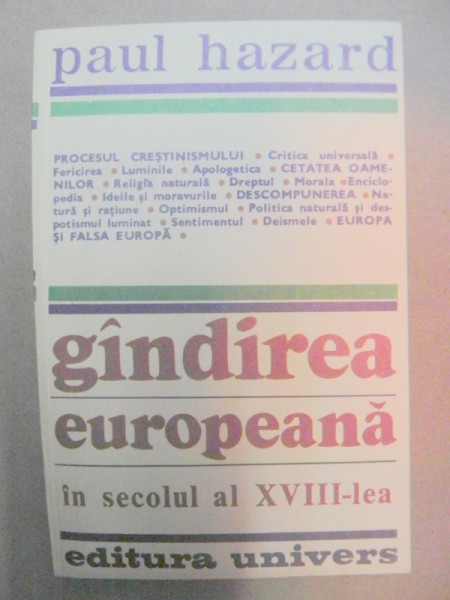 paul hazard
PROCESUL CREȘTINISMULUI • Critica universală •
Fericirea • Luminile • Apologetica • CETATEA OAME-
NILOR • Religia naturală • Dreptul • Morala • Enciclo-
pedia • Ideile și moravurile • DESCOMPUNEREA • Na-
tură și rațiune • Optimismul • Politica naturală și des-
potismul luminat • Sentimentul • Deismele • EUROPA
ȘI FALSA EUROPĂ •
gîndirea
europeană
în secolul al XVIII-lea
editura univers